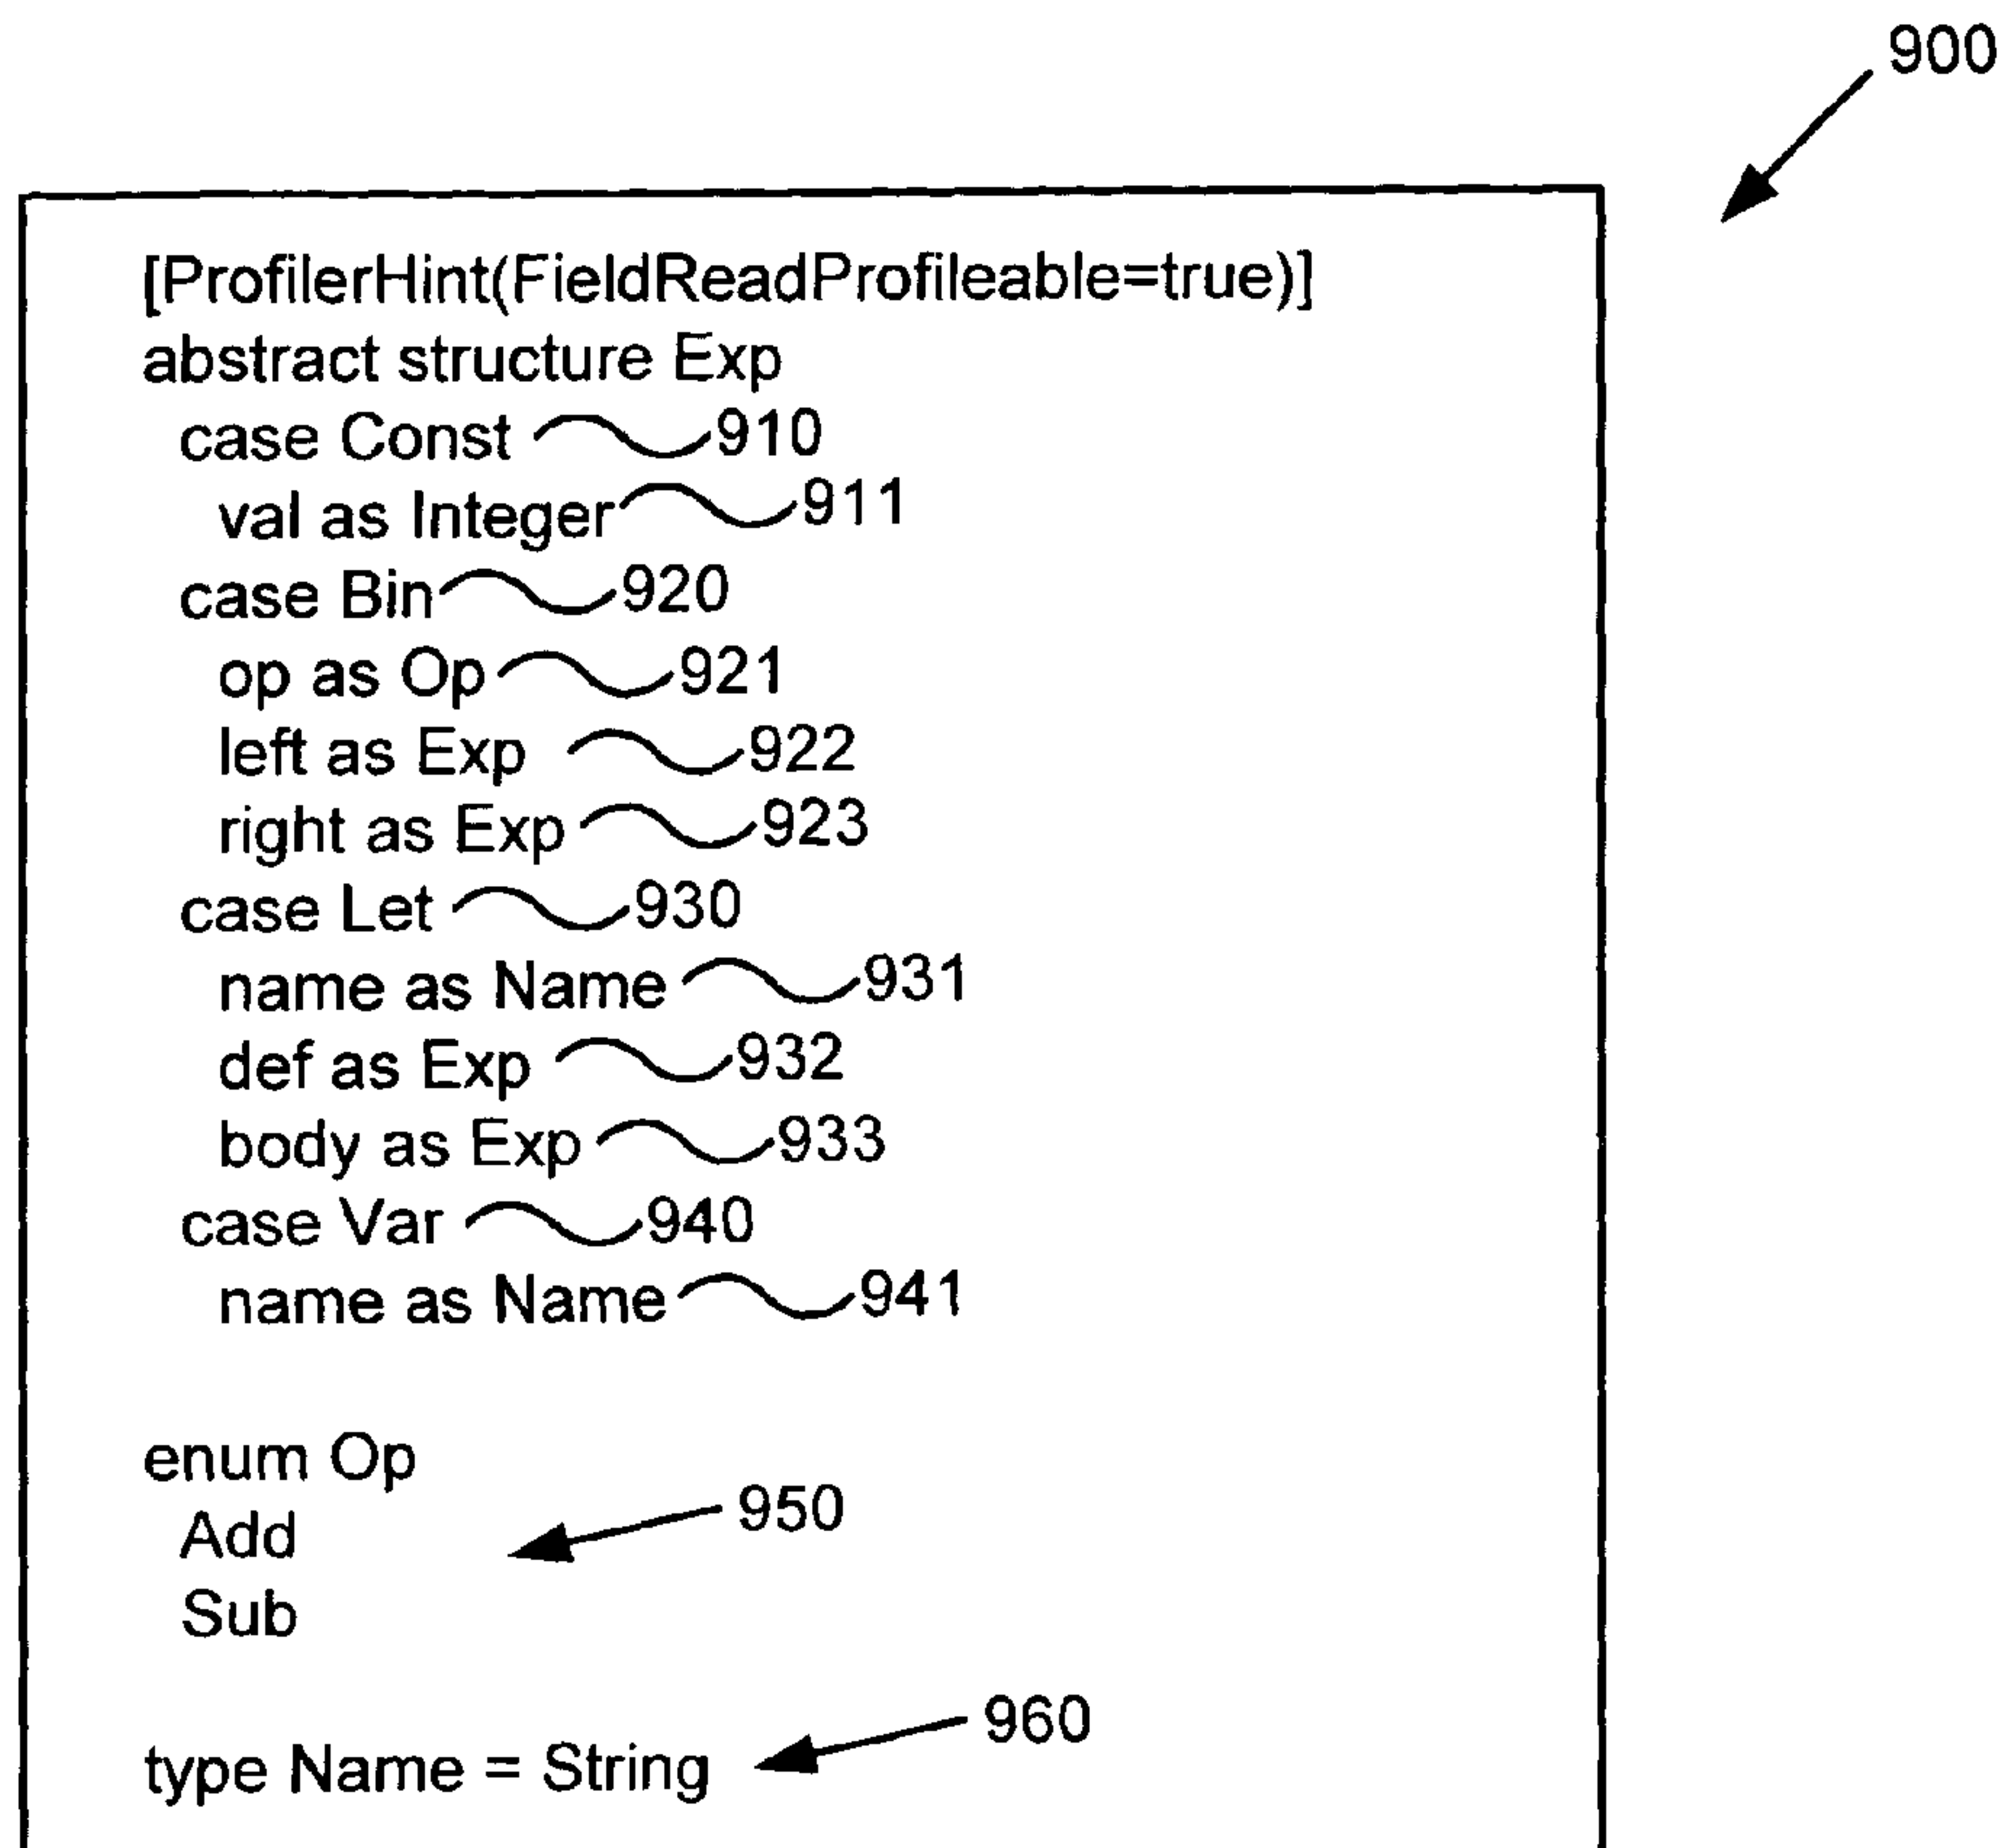 900
[ProfilerHint(FieldReadProfileable=true)]
abstract structure Exp
case Const 910
val as Integer 911
case Bin 920
op as Op 921
left as Exp 922
right as Exp 923
case Let 930
name as Name 931
def as Exp 932
body as Exp 933
case Var 940
name as Name 941
enum Op
Add 950
Sub
type Name = String 960